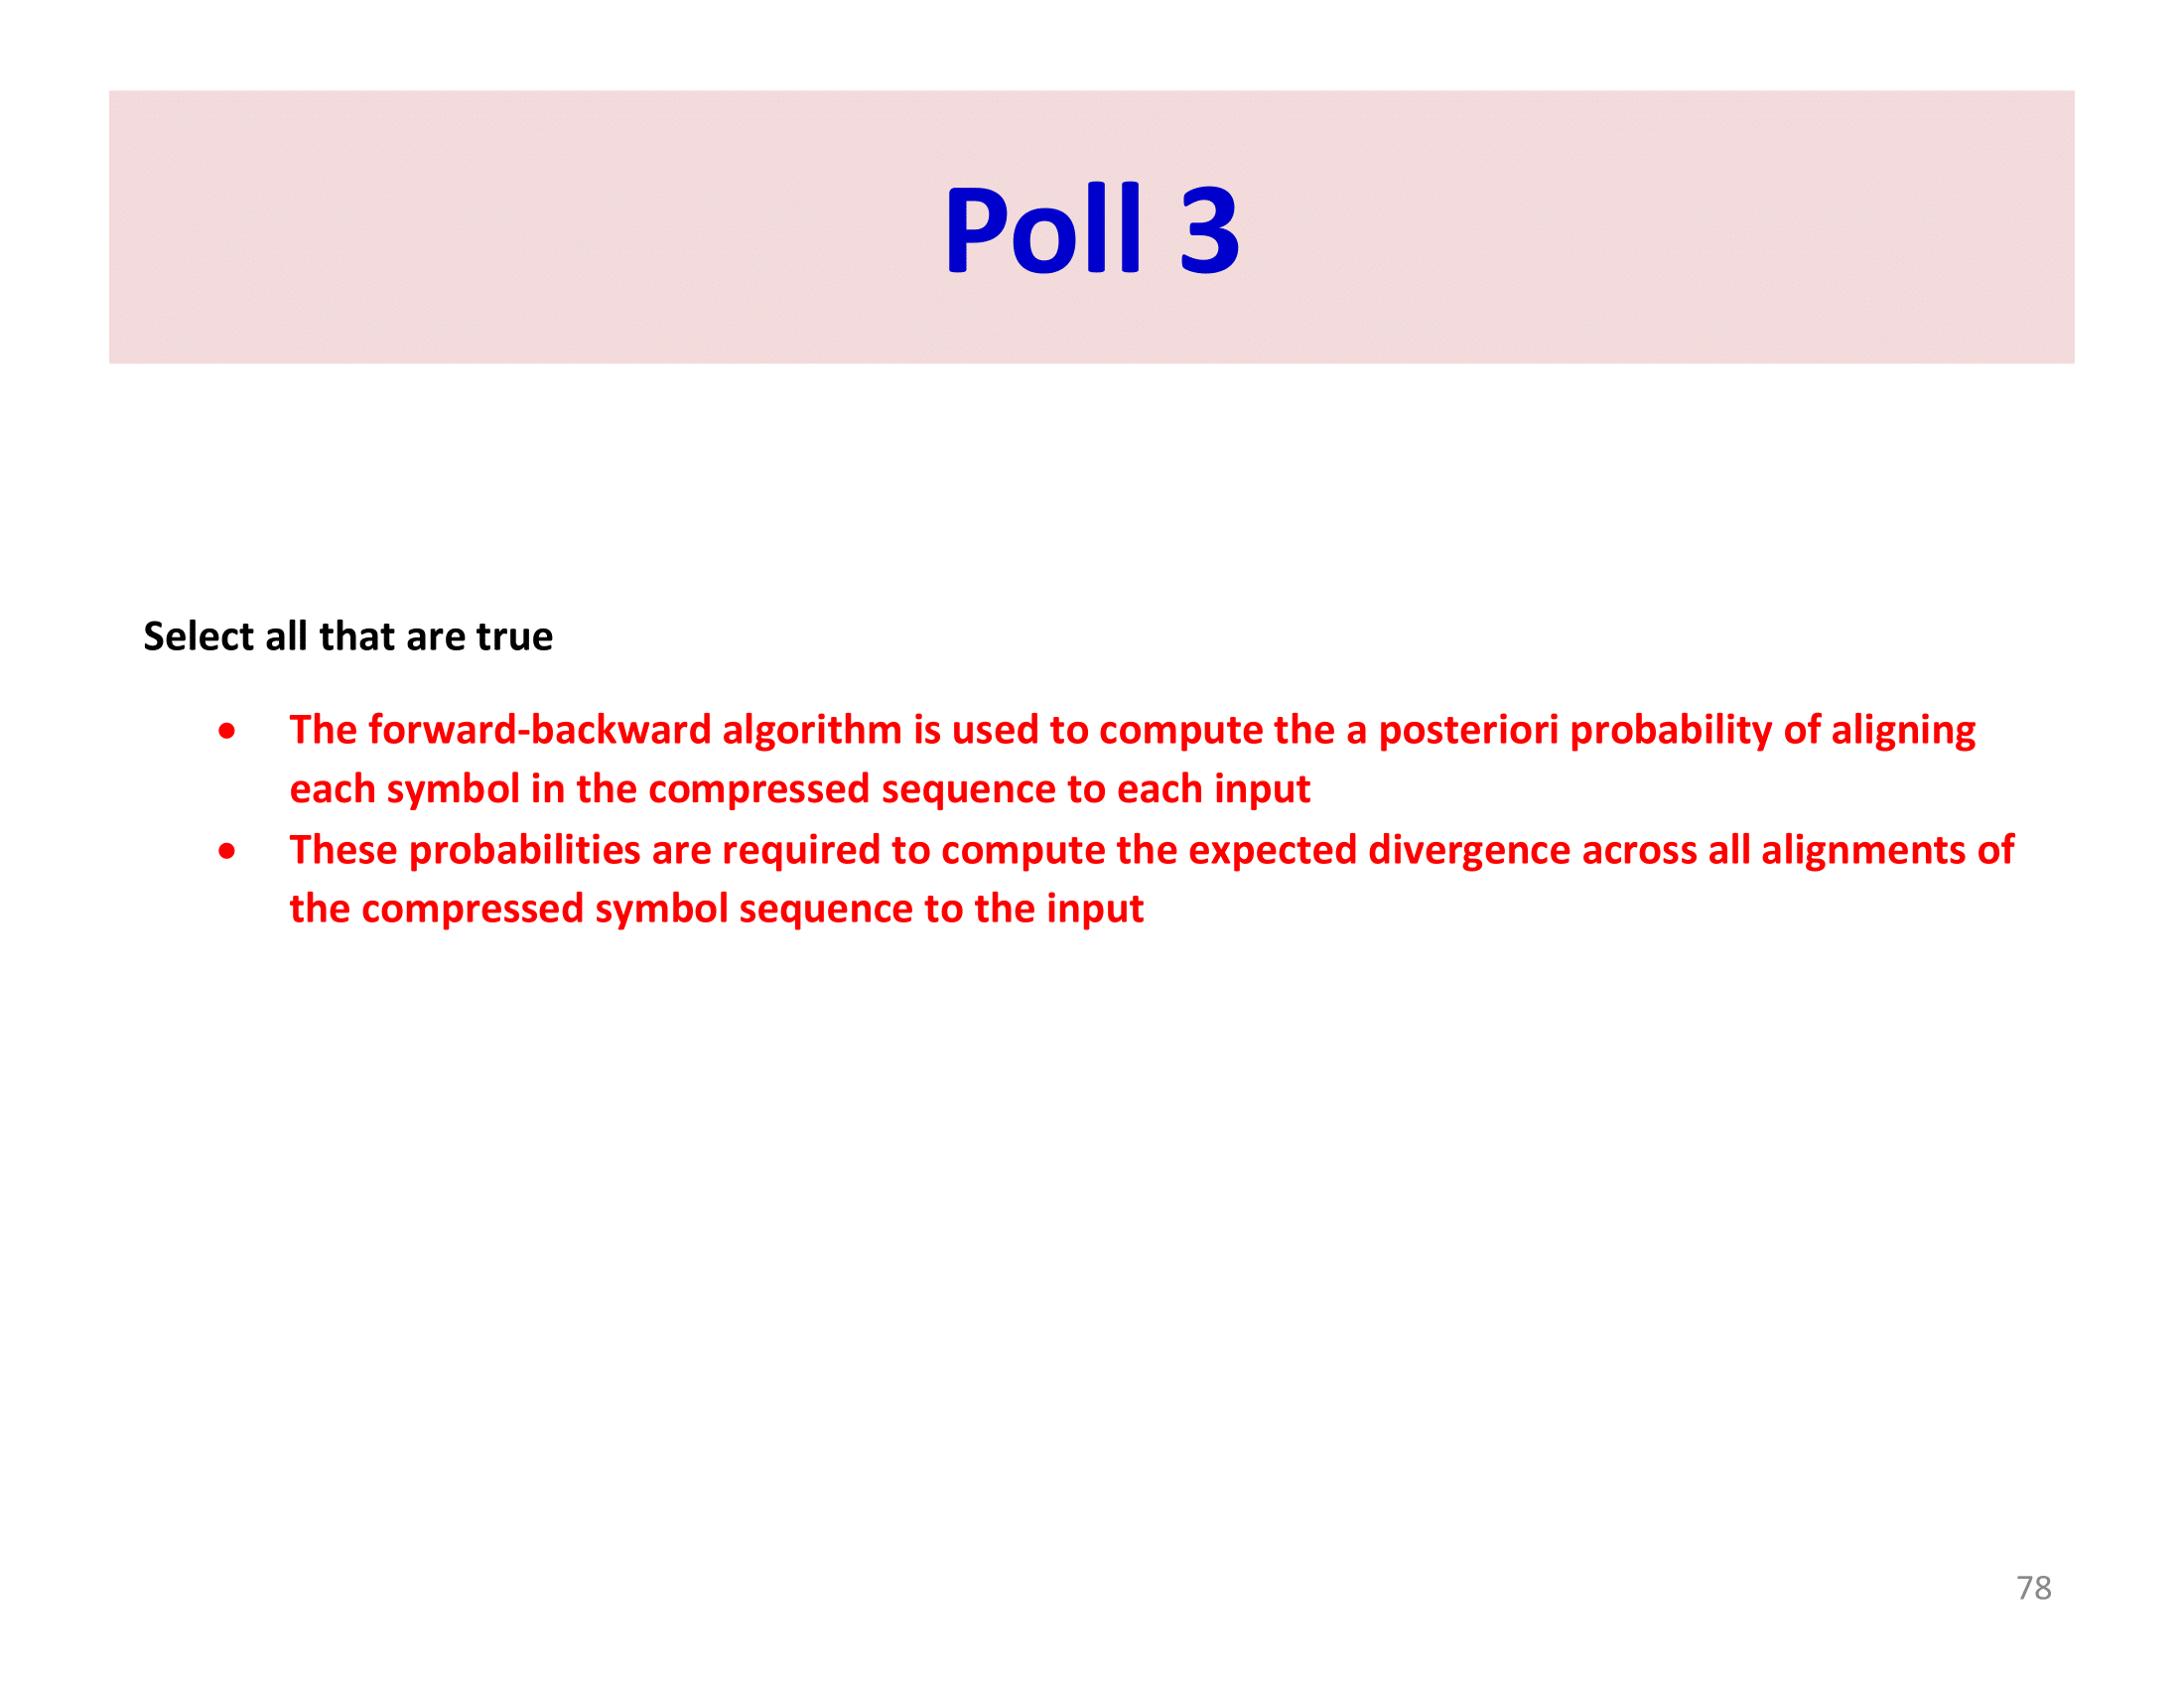 Poll 3
Select all that are true
• The forward-backward algorithm is used to compute the a posteriori probability of aligning
each symbol in the compressed sequence to each input
• These probabilities are required to compute the expected divergence across all alignments of
the compressed symbol sequence to the input
78